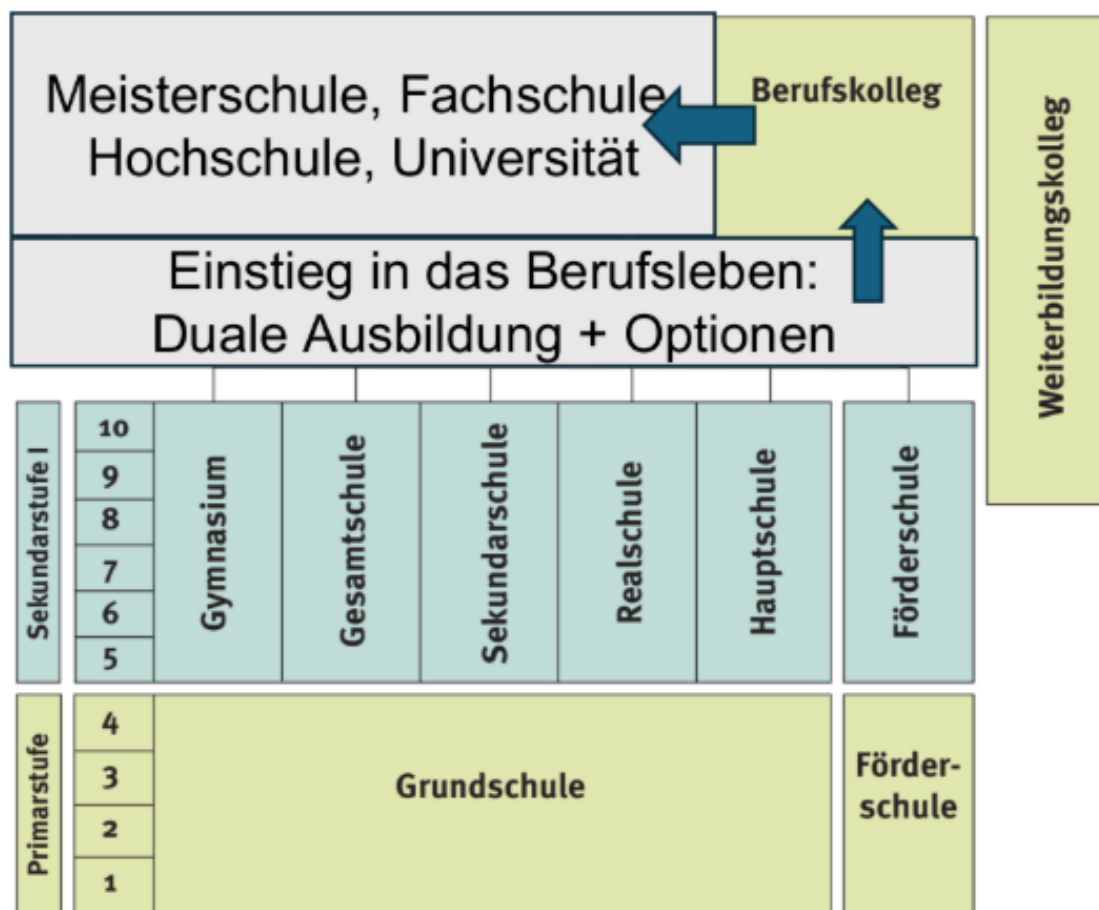 Meisterschule, Fachschule
Hochschule, Universität
Berufskolleg
Weiterbildungskolleg
Einstieg in das Berufsleben:
Duale Ausbildung + Optionen
Sekundarstufe I
10
9
8
7
6
5
Gymnasium
Gesamtschule
Sekundarschule
Realschule
Hauptschule
Förderschule
Primarstufe
4
3
2
1
Grundschule
Förder-
schule